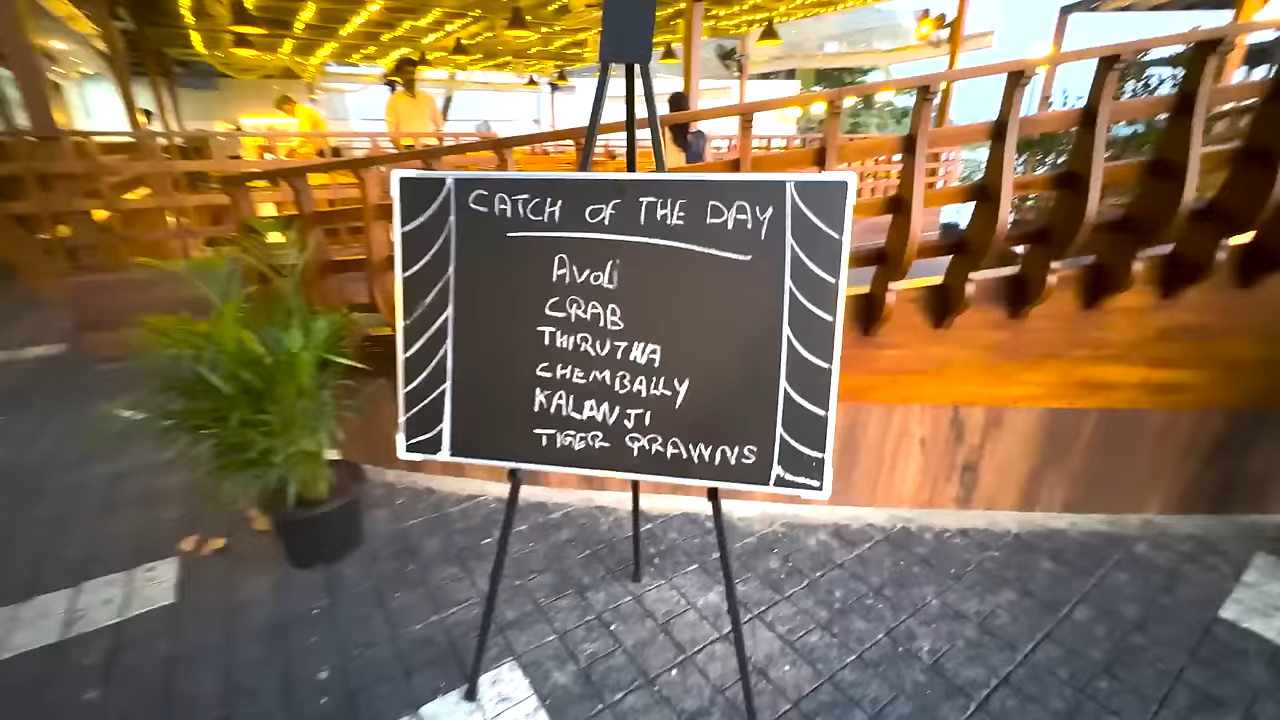 CATCH OF THE DAY
Avoli
CRAB
THIRUTHA
CHEMBALLY
KALANJI
TIGER PRAWNS